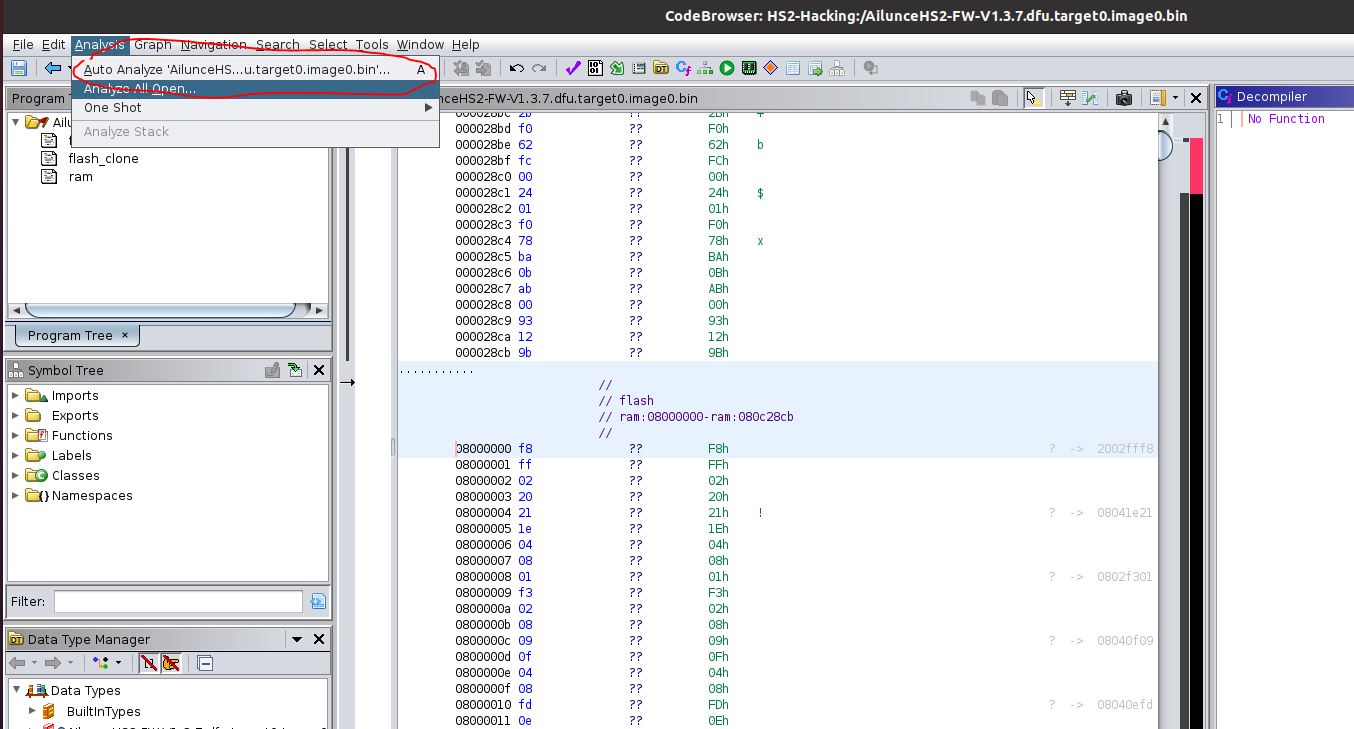 CodeBrowser: HS2-Hacking:/AilunceHS2-FW-V1.3.7.dfu.target0.image0.bin
File Edit Analysis Graph Navigation Search Select Tools Window Help
Auto Analyze 'AilunceHS...u.target0.image0.bin'... A
Analyze All Open...
One Shot
Analyze Stack
Program
nceHS2-FW-V1.3.7.dfu.target0.image0.bin
Ailu
flash_clone
ram
Program Tree ×
Symbol Tree
Imports
Exports
Functions
Labels
Classes
Namespaces
Filter:
Data Type Manager
Data Types
BuiltInTypes
000028bc 2b ?? 2Bh +
000028bd f0 ?? F0h
000028be 62 ?? 62h b
000028bf fc ?? FCh
000028c0 00 ?? 00h
000028c1 24 ?? 24h $
000028c2 01 ?? 01h
000028c3 f0 ?? F0h
000028c4 78 ?? 78h x
000028c5 ba ?? BAh
000028c6 0b ?? 0Bh
000028c7 ab ?? ABh
000028c8 00 ?? 00h
000028c9 93 ?? 93h
000028ca 12 ?? 12h
000028cb 9b ?? 9Bh
...........
//
// flash
// ram:08000000-ram:080c28cb
//
08000000 f8 ?? F8h ? -> 2002fff8
08000001 ff ?? FFh
08000002 02 ?? 02h
08000003 20 ?? 20h
08000004 21 ?? 21h ! ? -> 08041e21
08000005 1e ?? 1Eh
08000006 04 ?? 04h
08000007 08 ?? 08h
08000008 01 ?? 01h ? -> 0802f301
08000009 f3 ?? F3h
0800000a 02 ?? 02h
0800000b 08 ?? 08h
0800000c 09 ?? 09h ? -> 08040f09
0800000d 0f ?? 0Fh
0800000e 04 ?? 04h
0800000f 08 ?? 08h
08000010 fd ?? FDh ? -> 08040efd
08000011 0e ?? 0Eh
Decompiler
1 No Function